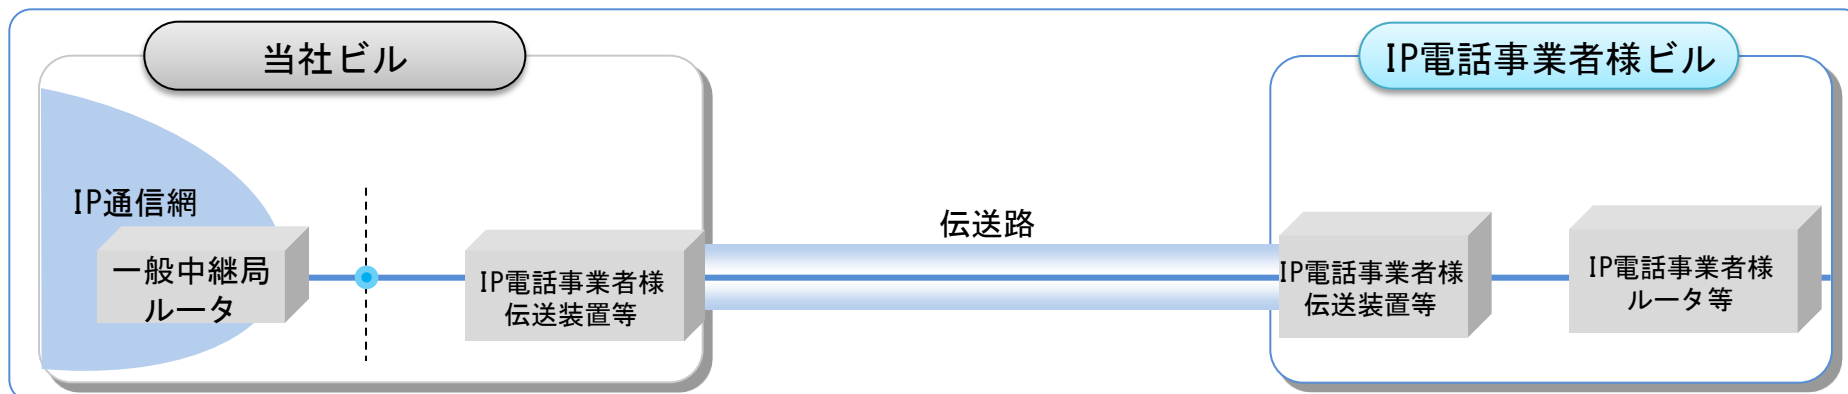 当社ビル
IP電話事業者様ビル
IP通信網
一般中継局
ルータ
IP電話事業者様
伝送装置等
伝送路
IP電話事業者様
伝送装置等
IP電話事業者様
ルータ等